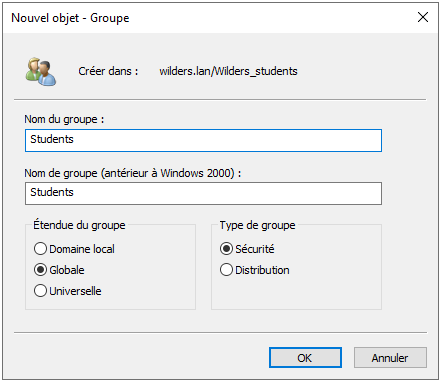 Nouvel objet - Groupe
Créer dans : wilders.lan/Wilders_students
Nom du groupe :
Students
Nom de groupe (antérieur à Windows 2000) :
Students
Étendue du groupe
Domaine local
Globale
Universelle
Type de groupe
Sécurité
Distribution
OK
Annuler